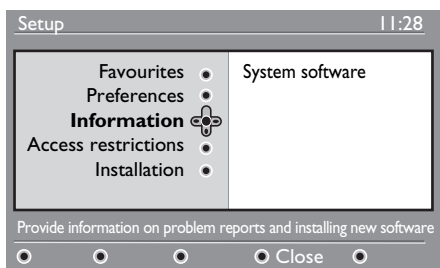 Setup 11:28
Favourites System software
Preferences
Information
Access restrictions
Installation
Provide information on problem reports and installing new software
Close